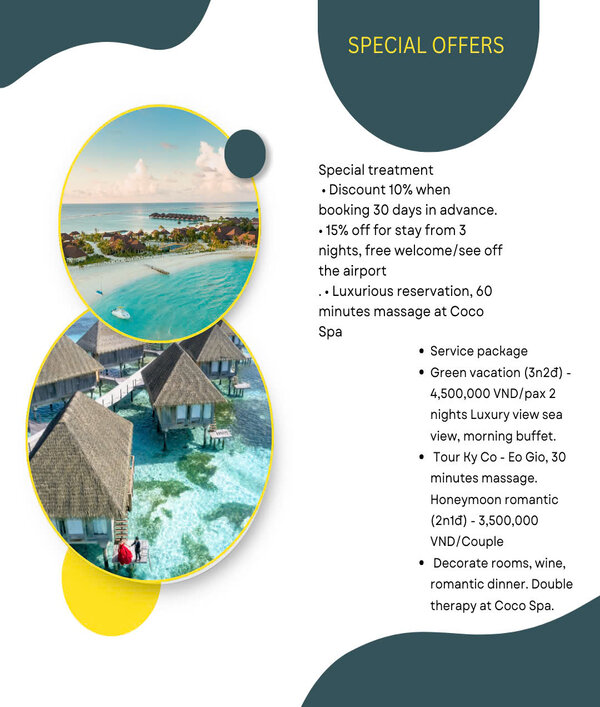 SPECIAL OFFERS
Special treatment
• Discount 10% when
booking 30 days in advance.
• 15% off for stay from 3
nights, free welcome/see off
the airport
. • Luxurious reservation, 60
minutes massage at Coco
Spa
• Service package
• Green vacation (3n2đ) -
4,500,000 VND/pax 2
nights Luxury view sea
view, morning buffet.
• Tour Ky Co - Eo Gio, 30
minutes massage.
Honeymoon romantic
(2n1đ) - 3,500,000
VND/Couple
• Decorate rooms, wine,
romantic dinner. Double
therapy at Coco Spa.